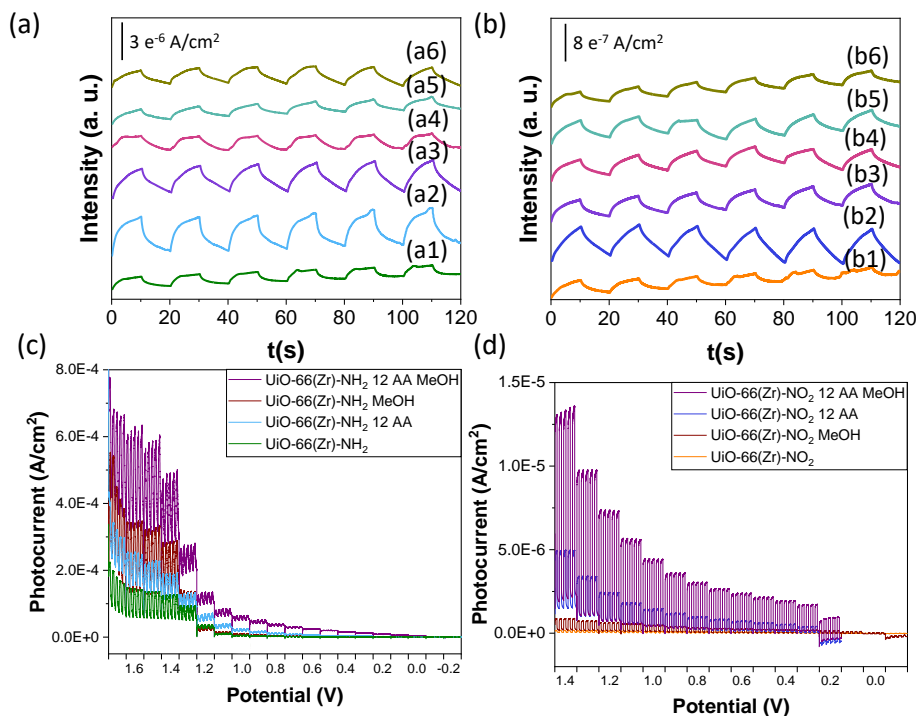 (a)
3 e⁻⁶ A/cm²
(a6)
(a5)
(a4)
(a3)
(a2)
(a1)
Intensity (a. u.)
0 20 40 60 80 100 120
t(s)
(b)
8 e⁻⁷ A/cm²
(b6)
(b5)
(b4)
(b3)
(b2)
(b1)
Intensity (a. u.)
0 20 40 60 80 100 120
t(s)
(c)
8.0E-4
6.0E-4
4.0E-4
2.0E-4
0.0E+0
Photocurrent (A/cm²)
UiO-66(Zr)-NH₂ 12 AA MeOH
UiO-66(Zr)-NH₂ MeOH
UiO-66(Zr)-NH₂ 12 AA
UiO-66(Zr)-NH₂
1.6 1.4 1.2 1.0 0.8 0.6 0.4 0.2 0.0 -0.2
Potential (V)
(d)
1.5E-5
1.0E-5
5.0E-6
0.0E+0
Photocurrent (A/cm²)
UiO-66(Zr)-NO₂ 12 AA MeOH
UiO-66(Zr)-NO₂ 12 AA
UiO-66(Zr)-NO₂ MeOH
UiO-66(Zr)-NO₂
1.4 1.2 1.0 0.8 0.6 0.4 0.2 0.0
Potential (V)